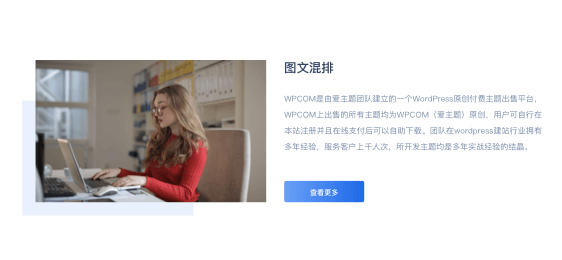 图文混排
WPCOM是由爱主题团队建立的一个WordPress原创付费主题出售平台，
WPCOM上出售的所有主题均为WPCOM（爱主题）原创，用户可自行在
本站注册并且在线支付后可以自助下载。团队在wordpress建站行业拥有
多年经验，服务客户上千人次，所开发主题均是多年实战经验的结晶。
查看更多